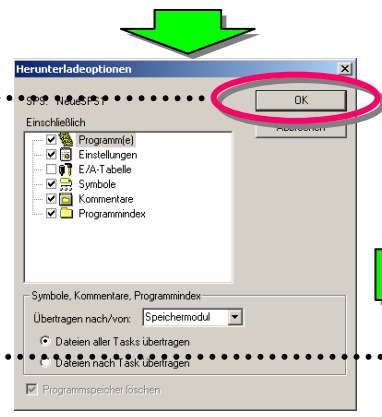 Herunterladeoptionen
SPS: NeueSPS1
OK
Abbrechen
Einschließlich
Programm(e)
Einstellungen
E/A-Tabelle
Symbole
Kommentare
Programmindex
Symbole, Kommentare, Programmindex
Übertragen nach/von: Speichermodul
Dateien aller Tasks übertragen
Dateien nach Task übertragen
Programmspeicher löschen